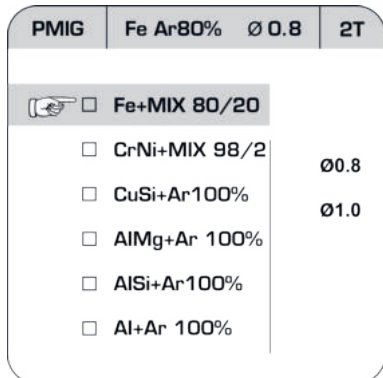 PMIG Fe Ar80% Ø 0.8 2T
Fe+MIX 80/20
CrNi+MIX 98/2
Ø0.8
CuSi+Ar100%
Ø1.0
AlMg+Ar 100%
AlSi+Ar100%
Al+Ar 100%